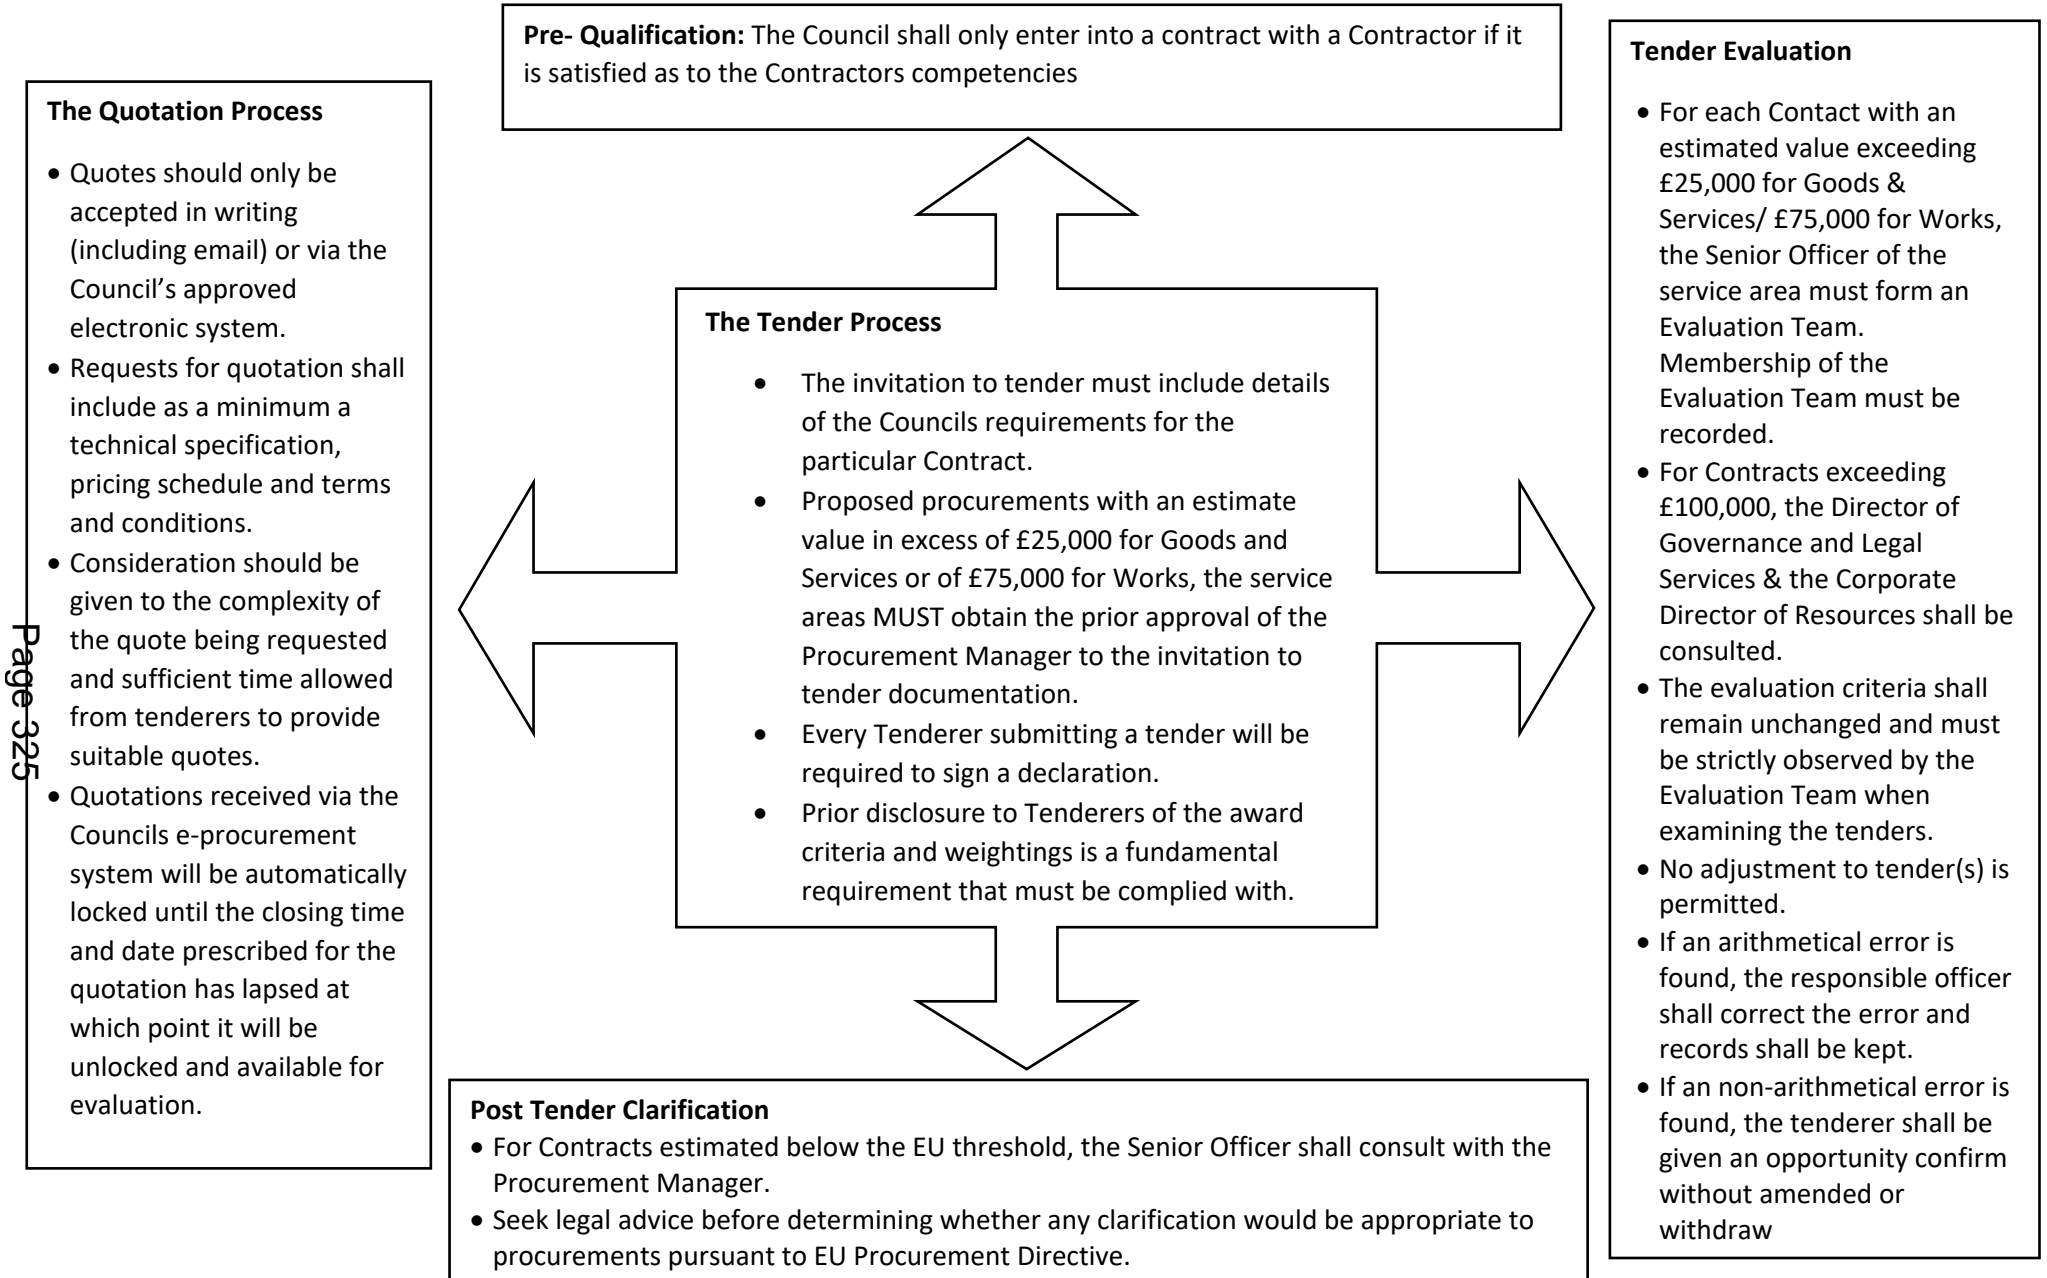 Pre- Qualification: The Council shall only enter into a contract with a Contractor if it
is satisfied as to the Contractors competencies
The Quotation Process
• Quotes should only be
accepted in writing
(including email) or via the
Council’s approved
electronic system.
• Requests for quotation shall
include as a minimum a
technical specification,
pricing schedule and terms
and conditions.
• Consideration should be
given to the complexity of
the quote being requested
and sufficient time allowed
from tenderers to provide
suitable quotes.
• Quotations received via the
Councils e-procurement
system will be automatically
locked until the closing time
and date prescribed for the
quotation has lapsed at
which point it will be
unlocked and available for
evaluation.
Page 325
The Tender Process
• The invitation to tender must include details
of the Councils requirements for the
particular Contract.
• Proposed procurements with an estimate
value in excess of £25,000 for Goods and
Services or of £75,000 for Works, the service
areas MUST obtain the prior approval of the
Procurement Manager to the invitation to
tender documentation.
• Every Tenderer submitting a tender will be
required to sign a declaration.
• Prior disclosure to Tenderers of the award
criteria and weightings is a fundamental
requirement that must be complied with.
Tender Evaluation
• For each Contact with an
estimated value exceeding
£25,000 for Goods &
Services/ £75,000 for Works,
the Senior Officer of the
service area must form an
Evaluation Team.
Membership of the
Evaluation Team must be
recorded.
• For Contracts exceeding
£100,000, the Director of
Governance and Legal
Services & the Corporate
Director of Resources shall be
consulted.
• The evaluation criteria shall
remain unchanged and must
be strictly observed by the
Evaluation Team when
examining the tenders.
• No adjustment to tender(s) is
permitted.
• If an arithmetical error is
found, the responsible officer
shall correct the error and
records shall be kept.
• If an non-arithmetical error is
found, the tenderer shall be
given an opportunity confirm
without amended or
withdraw
Post Tender Clarification
• For Contracts estimated below the EU threshold, the Senior Officer shall consult with the
Procurement Manager.
• Seek legal advice before determining whether any clarification would be appropriate to
procurements pursuant to EU Procurement Directive.